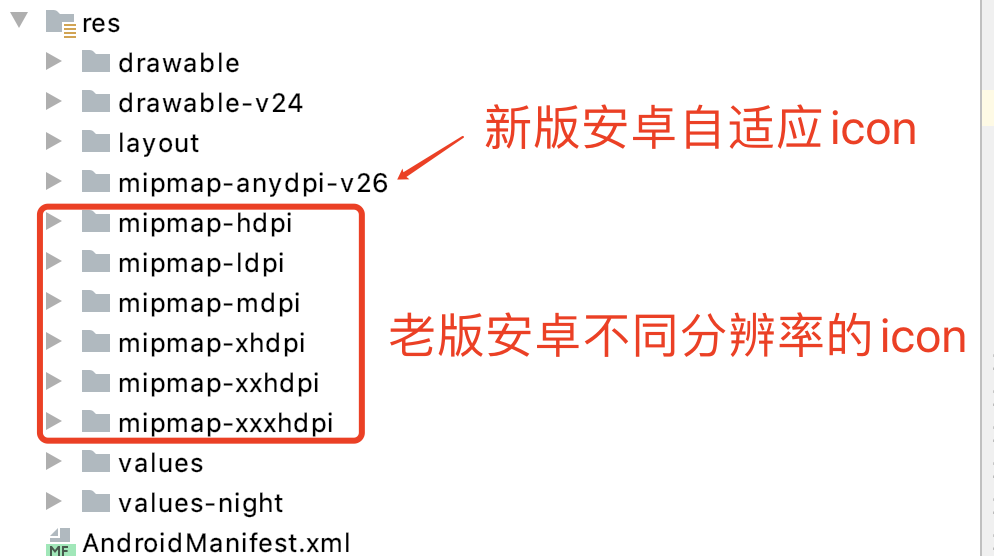 res
drawable
drawable-v24
新版安卓自适应icon
layout
mipmap-anydpi-v26
mipmap-hdpi
mipmap-ldpi
mipmap-mdpi
老版安卓不同分辨率的icon
mipmap-xhdpi
mipmap-xxhdpi
mipmap-xxxhdpi
values
values-night
MF AndroidManifest.xml